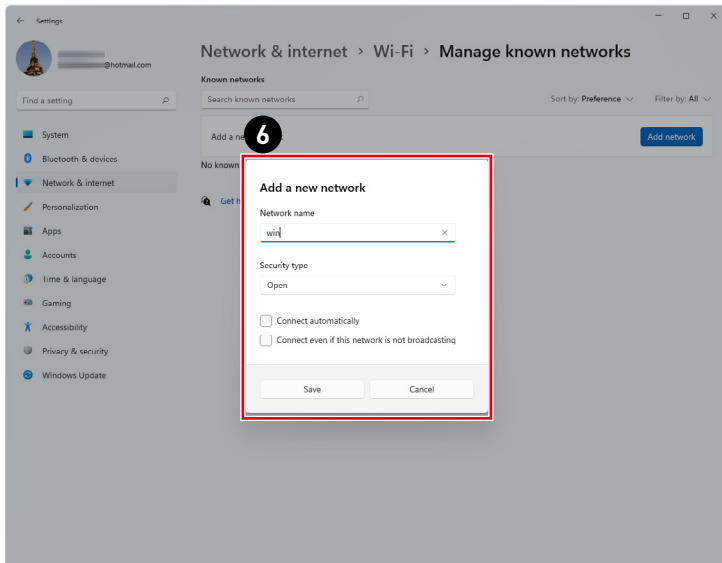 Settings
@hotmail.com
Network & internet > Wi-Fi > Manage known networks
Known networks
Find a setting
Search known networks
Sort by: Preference
Filter by: All
System
Bluetooth & devices
Network & internet
Personalization
Apps
Accounts
Time & language
Gaming
Accessibility
Privacy & security
Windows Update
Add a ne
Add network
6
No known
Get h
Add a new network
Network name
win
Security type
Open
Connect automatically
Connect even if this network is not broadcasting
Save
Cancel